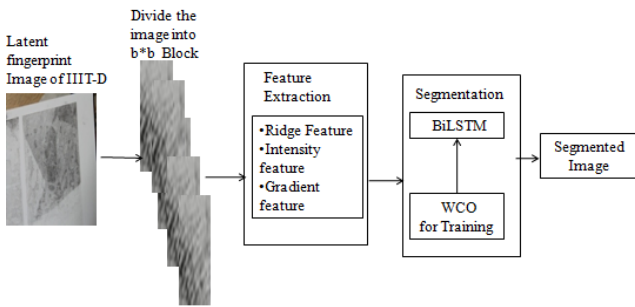 Latent
fingerprint
Image of IIIT-D
Divide the
image into
b*b Block
Feature
Extraction
•Ridge Feature
•Intensity
feature
•Gradient
feature
Segmentation
BiLSTM
WCO
for Training
Segmented
Image